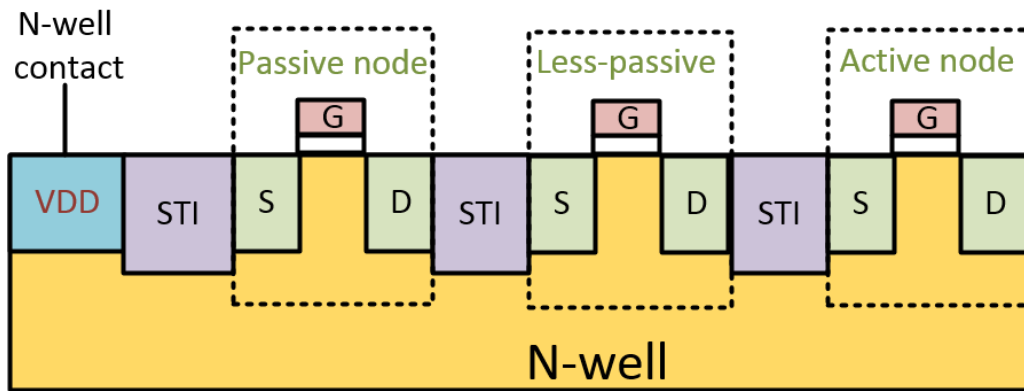 N-well
contact
Passive node
Less-passive
Active node
G
G
G
VDD
STI
S
D
STI
S
D
STI
S
D
N-well